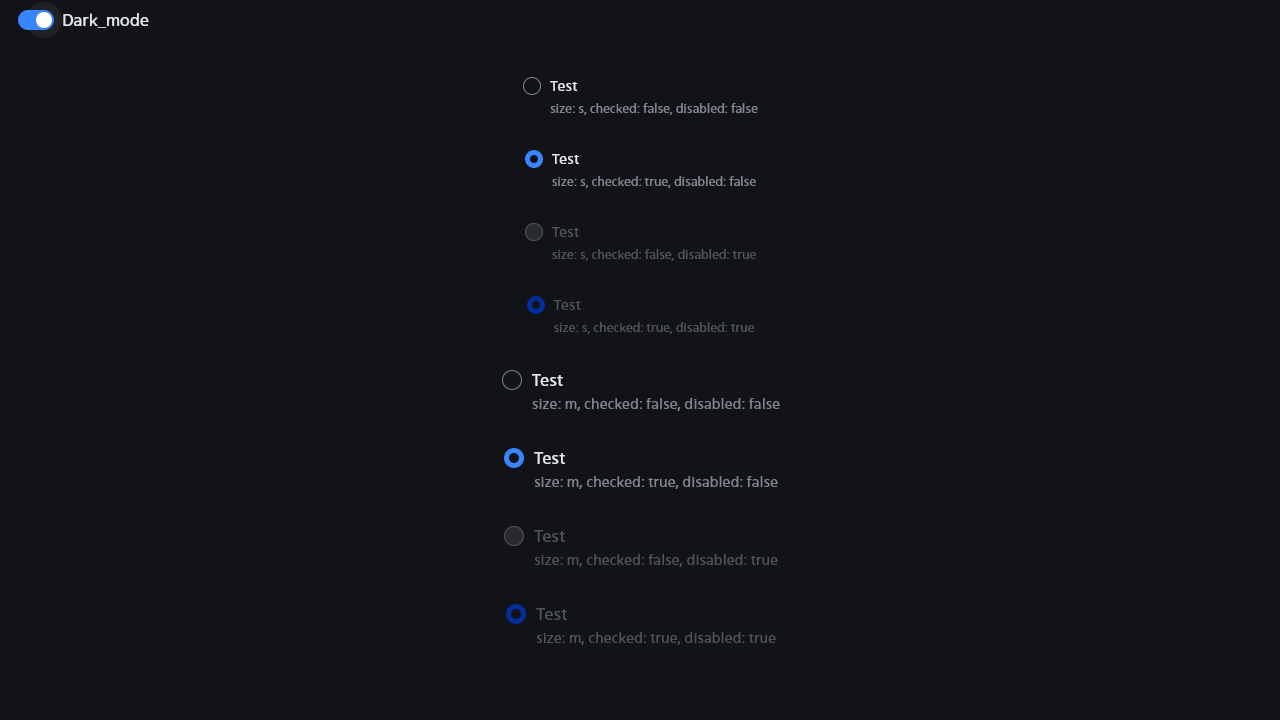 Dark_mode
Test
size: s, checked: false, disabled: false
Test
size: s, checked: true, disabled: false
Test
size: s, checked: false, disabled: true
Test
size: s, checked: true, disabled: true
Test
size: m, checked: false, disabled: false
Test
size: m, checked: true, disabled: false
Test
size: m, checked: false, disabled: true
Test
size: m, checked: true, disabled: true